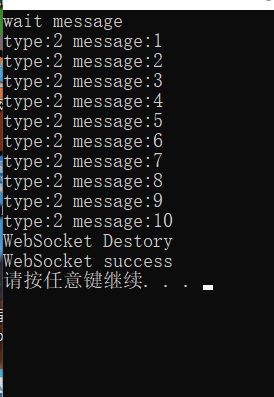 wait message
type:2 message:1
type:2 message:2
type:2 message:3
type:2 message:4
type:2 message:5
type:2 message:6
type:2 message:7
type:2 message:8
type:2 message:9
type:2 message:10
WebSocket Destory
WebSocket success
请按任意键继续. . .